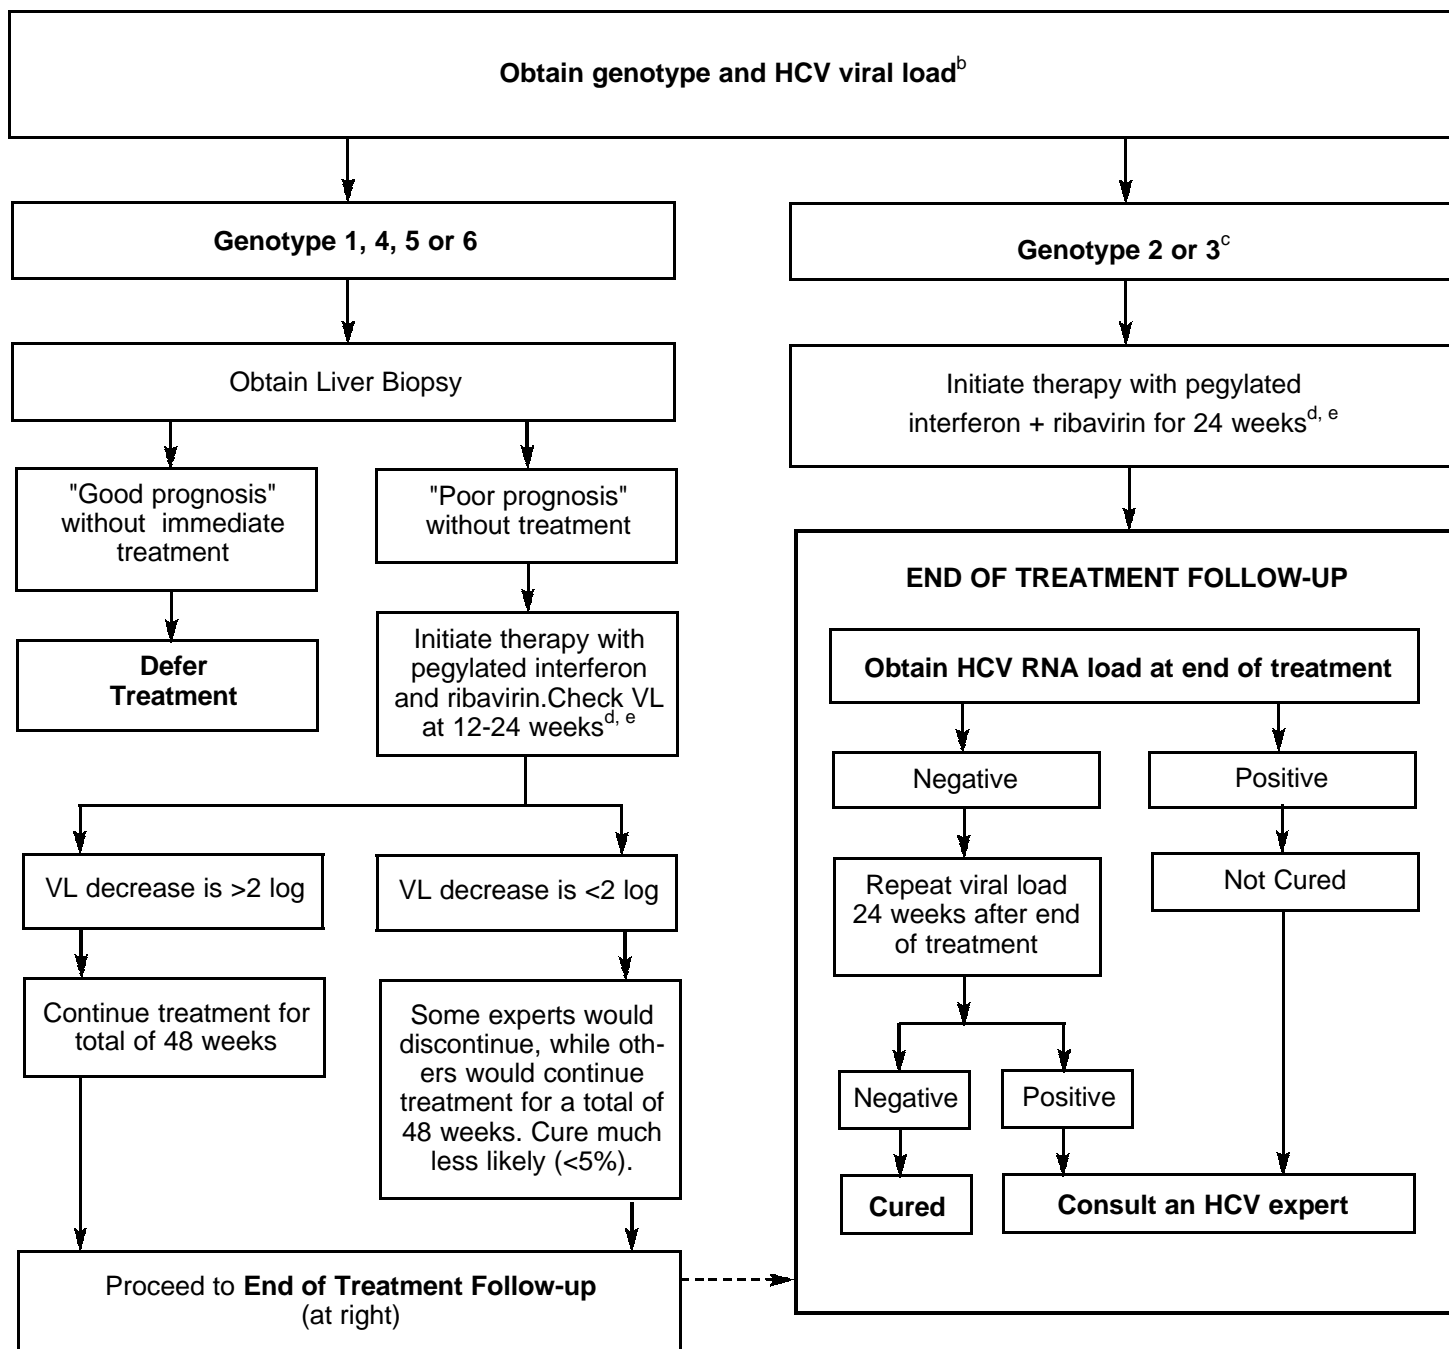 Obtain genotype and HCV viral loadb
Genotype 1, 4, 5 or 6
Obtain Liver Biopsy
"Good prognosis"
without immediate
treatment
Defer
Treatment
"Poor prognosis"
without treatment
Initiate therapy with
pegylated interferon
and ribavirin.Check VL
at 12-24 weeksd, e
VL decrease is >2 log
Continue treatment for
total of 48 weeks
VL decrease is <2 log
Some experts would
discontinue, while oth-
ers would continue
treatment for a total of
48 weeks. Cure much
less likely (<5%).
Proceed to End of Treatment Follow-up
(at right)
Genotype 2 or 3c
Initiate therapy with pegylated
interferon + ribavirin for 24 weeksd, e
END OF TREATMENT FOLLOW-UP
Obtain HCV RNA load at end of treatment
Negative
Repeat viral load
24 weeks after end
of treatment
Negative
Cured
Positive
Positive
Not Cured
Consult an HCV expert